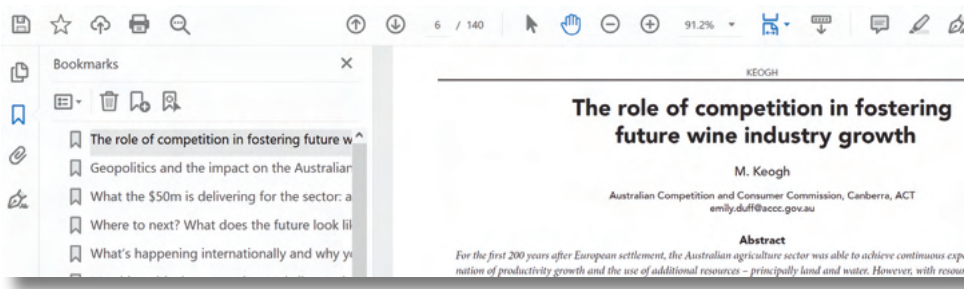 6 / 140
91.2%
Bookmarks
The role of competition in fostering future w
Geopolitics and the impact on the Australian
What the $50m is delivering for the sector: a
Where to next? What does the future look lik
What's happening internationally and why yo
KEOGH
The role of competition in fostering
future wine industry growth
M. Keogh
Australian Competition and Consumer Commission, Canberra, ACT
emily.duff@accc.gov.au
Abstract
For the first 200 years after European settlement, the Australian agriculture sector was able to achieve continuous exp
nation of productivity growth and the use of additional resources – principally land and water. However, with resour